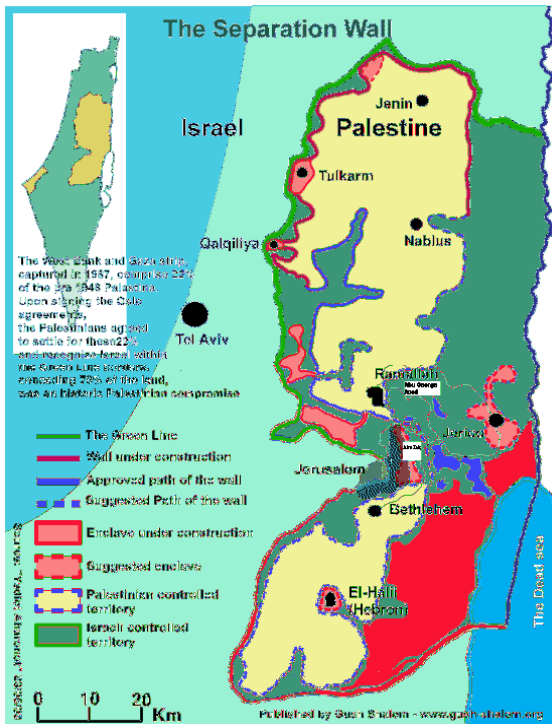 The Separation Wall
Israel
Palestine
Jenin
Tulkarm
Qalqiliya
Nablus
The West Bank and Gaza strip,
captured in 1967, comprise 22%
of the pre 1948 Palestine.
Upon signing the Oslo
agreements,
the Palestinians agreed
to settle for these 22%
and recognize Israel within
the Green Line borders,
conceding 78% of the land,
was an historic Palestinian compromise
Tel Aviv
Ramallah
Jericho
Jerusalem
Bethlehem
El-Halil
(Hebron)
The Dead sea
The Green Line
Wall under construction
Approved path of the wall
Suggested Path of the wall
Enclave under construction
Suggested enclave
Palestinian controlled
territory
Israeli controlled
territory
0 10 20
Km
Published by Gush Shalom - www.gush-shalom.org